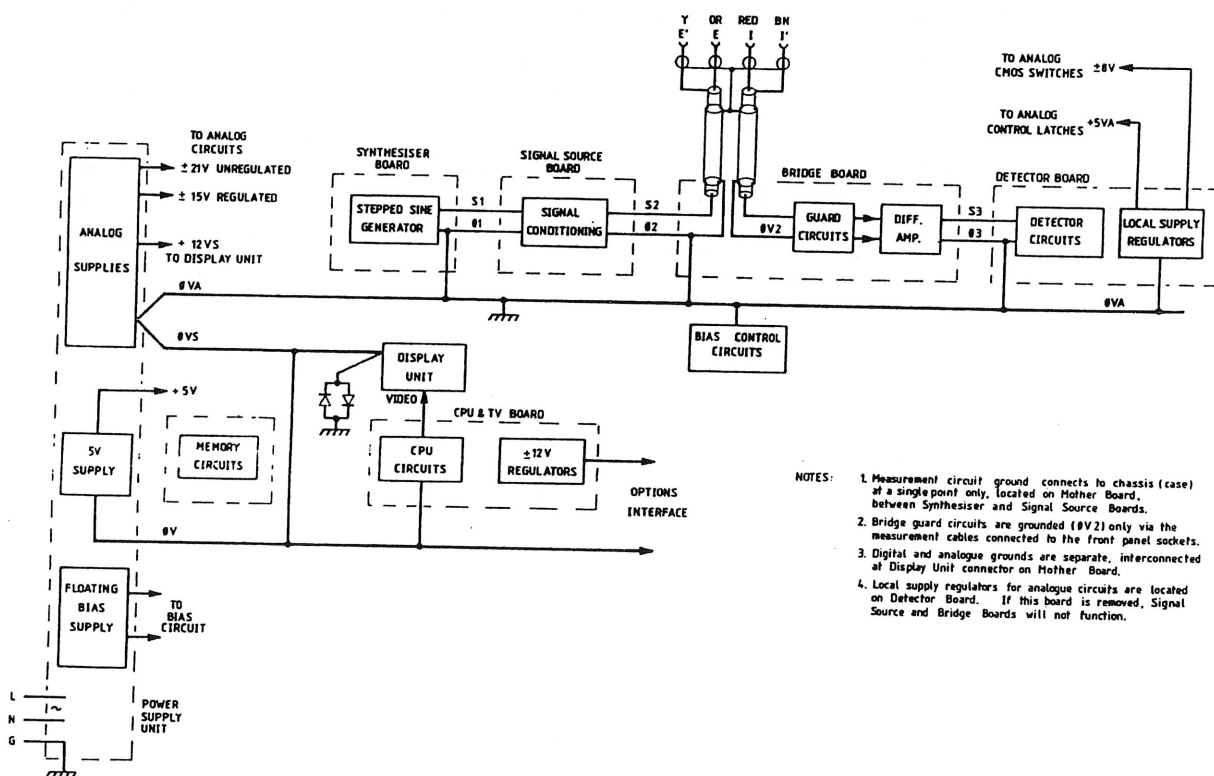 Y OR RED BN
E' E I I'
TO ANALOG
CMOS SWITCHES
±8V
TO ANALOG
CONTROL LATCHES
+5VA
TO ANALOG
CIRCUITS
± 21V UNREGULATED
± 15V REGULATED
+ 12VS
TO DISPLAY UNIT
ANALOG
SUPPLIES
SYNTHESISER
BOARD
STEPPED SINE
GENERATOR
S1
Ø1
SIGNAL SOURCE
BOARD
SIGNAL
CONDITIONING
S2
Ø2
BRIDGE BOARD
ØV2
GUARD
CIRCUITS
DIFF.
AMP.
S3
Ø3
DETECTOR BOARD
DETECTOR
CIRCUITS
LOCAL SUPPLY
REGULATORS
ØVA
ØVA
ØVS
BIAS CONTROL
CIRCUITS
DISPLAY
UNIT
VIDEO
+ 5V
5V
SUPPLY
MEMORY
CIRCUITS
CPU & TV BOARD
CPU
CIRCUITS
±12V
REGULATORS
OPTIONS
INTERFACE
ØV
FLOATING
BIAS
SUPPLY
TO
BIAS
CIRCUIT
L
~
N
G
POWER
SUPPLY
UNIT
NOTES:
1. Measurement circuit ground connects to chassis (case)
at a single point only, located on Mother Board,
between Synthesiser and Signal Source Boards.
2. Bridge guard circuits are grounded (ØV2) only via the
measurement cables connected to the front panel sockets.
3. Digital and analogue grounds are separate, interconnected
at Display Unit connector on Mother Board.
4. Local supply regulators for analogue circuits are located
on Detector Board. If this board is removed, Signal
Source and Bridge Boards will not function.